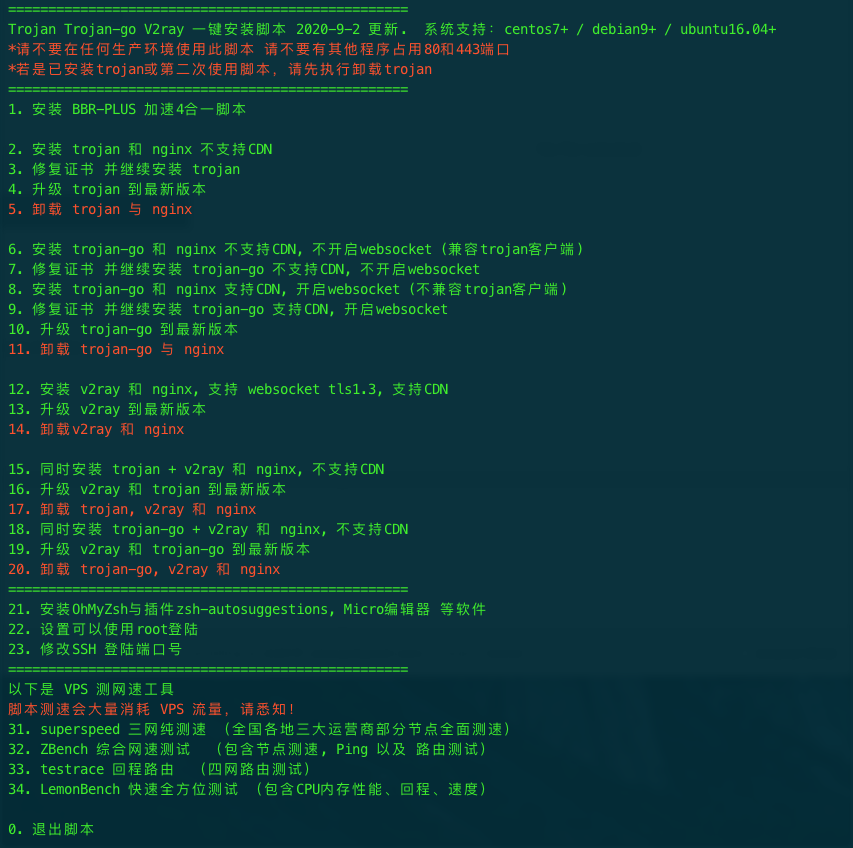 ==================================================
Trojan Trojan-go V2ray 一键安装脚本 2020-9-2 更新.  系统支持: centos7+ / debian9+ / ubuntu16.04+
*请不要在任何生产环境使用此脚本 请不要有其他程序占用80和443端口
*若是已安装trojan或第二次使用脚本, 请先执行卸载trojan
==================================================
1. 安装 BBR-PLUS 加速4合一脚本
2. 安装 trojan 和 nginx 不支持CDN
3. 修复证书 并继续安装 trojan
4. 升级 trojan 到最新版本
5. 卸载 trojan 与 nginx
6. 安装 trojan-go 和 nginx 不支持CDN, 不开启websocket (兼容trojan客户端)
7. 修复证书 并继续安装 trojan-go 不支持CDN, 不开启websocket
8. 安装 trojan-go 和 nginx 支持CDN, 开启websocket (不兼容trojan客户端)
9. 修复证书 并继续安装 trojan-go 支持CDN, 开启websocket
10. 升级 trojan-go 到最新版本
11. 卸载 trojan-go 与 nginx
12. 安装 v2ray 和 nginx, 支持 websocket tls1.3, 支持CDN
13. 升级 v2ray 到最新版本
14. 卸载v2ray 和 nginx
15. 同时安装 trojan + v2ray 和 nginx, 不支持CDN
16. 升级 v2ray 和 trojan 到最新版本
17. 卸载 trojan, v2ray 和 nginx
18. 同时安装 trojan-go + v2ray 和 nginx, 不支持CDN
19. 升级 v2ray 和 trojan-go 到最新版本
20. 卸载 trojan-go, v2ray 和 nginx
==================================================
21. 安装OhMyZsh与插件zsh-autosuggestions, Micro编辑器 等软件
22. 设置可以使用root登陆
23. 修改SSH 登陆端口号
==================================================
以下是 VPS 测网速工具
脚本测速会大量消耗 VPS 流量，请悉知！
31. superspeed 三网纯测速 （全国各地三大运营商部分节点全面测速）
32. ZBench 综合网速测试  （包含节点测速, Ping 以及 路由测试）
33. testrace 回程路由  （四网路由测试）
34. LemonBench 快速全方位测试 （包含CPU内存性能、回程、速度）
0. 退出脚本